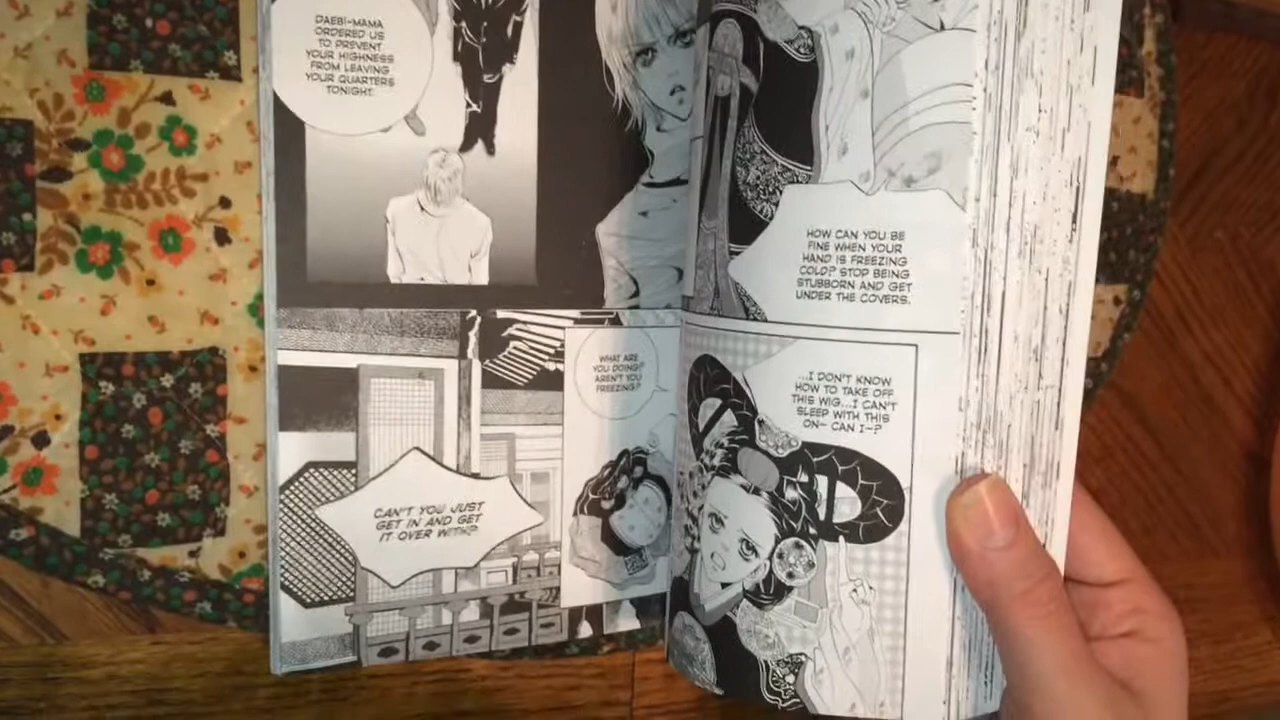 DAEBI-MAMA
ORDERED US
TO PREVENT
YOUR HIGHNESS
FROM LEAVING
YOUR QUARTERS
TONIGHT.
WHAT ARE
YOU DOING?
AREN'T YOU
FREEZING?
CAN'T YOU JUST
GET IN AND GET
IT OVER WITH?
HOW CAN YOU BE
FINE WHEN YOUR
HAND IS FREEZING
COLD? STOP BEING
STUBBORN AND GET
UNDER THE COVERS.
...I DON'T KNOW
HOW TO TAKE OFF
THIS WIG...I CAN'T
SLEEP WITH THIS
ON~ CAN I~?